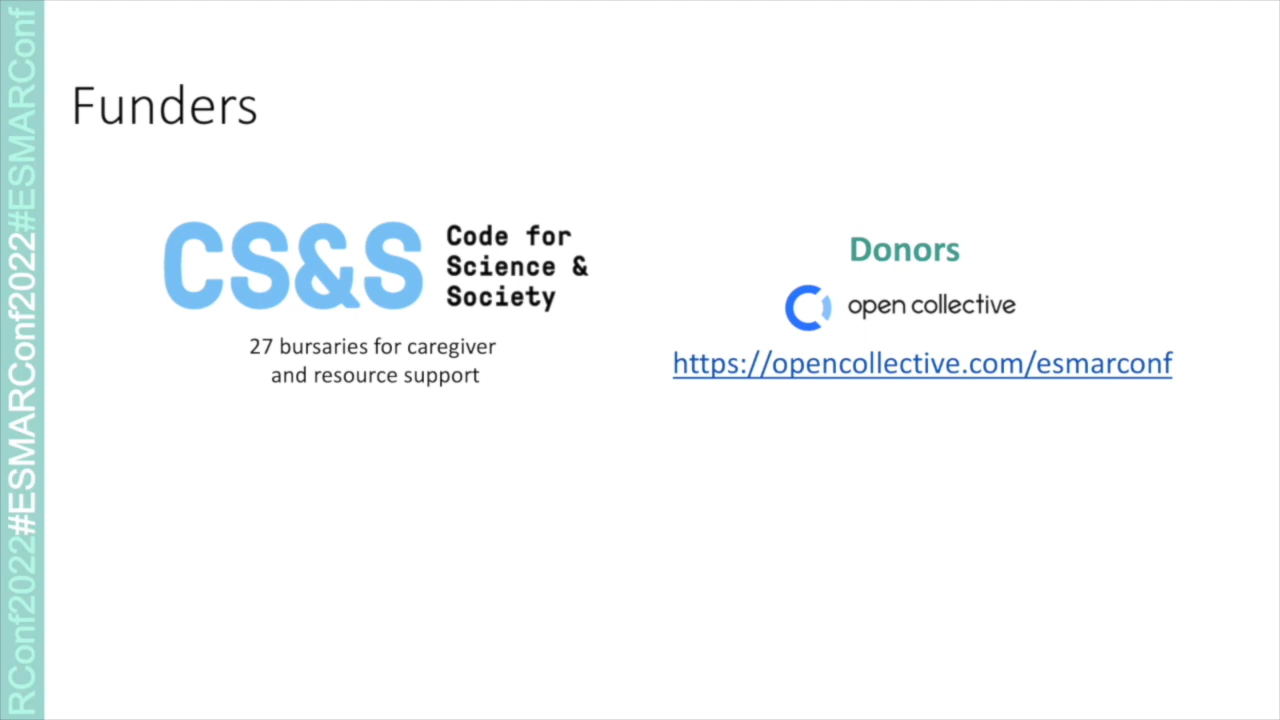 Funders
CS&S
Code for
Science &
Society
27 bursaries for caregiver
and resource support
Donors
open collective
https://opencollective.com/esmarconf
RConf2022#ESMARConf2022#ESMARConf